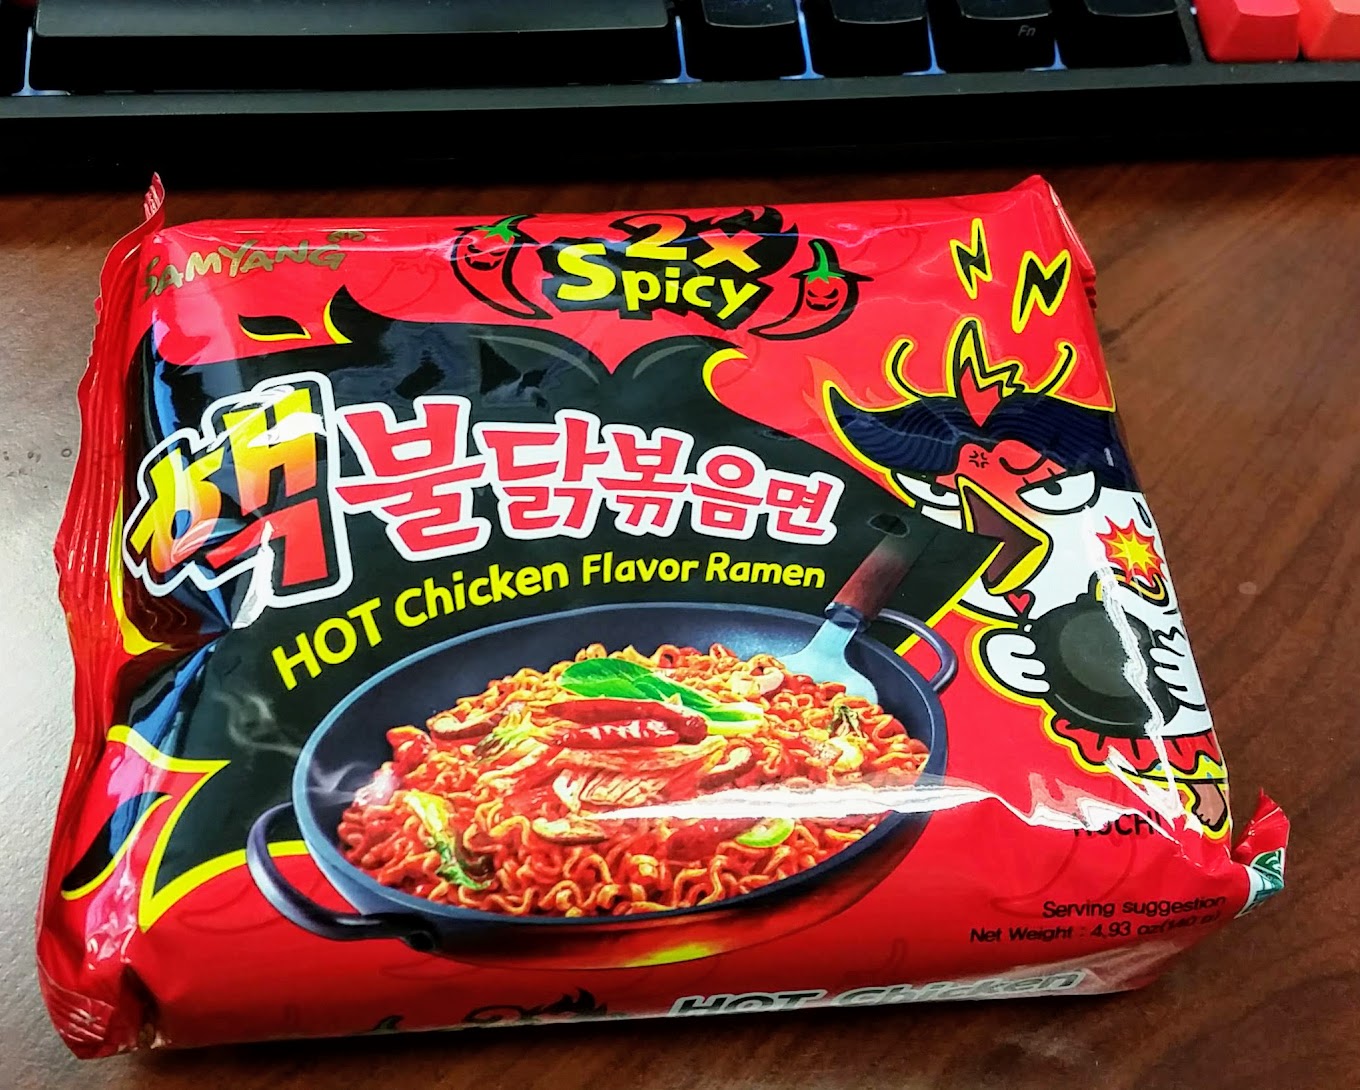 Fn
SAMYANG
2x
Spicy
핵불닭볶음면
HOT Chicken Flavor Ramen
Serving suggestion
Net Weight : 4.93 oz(140 g)
HOT Chicken